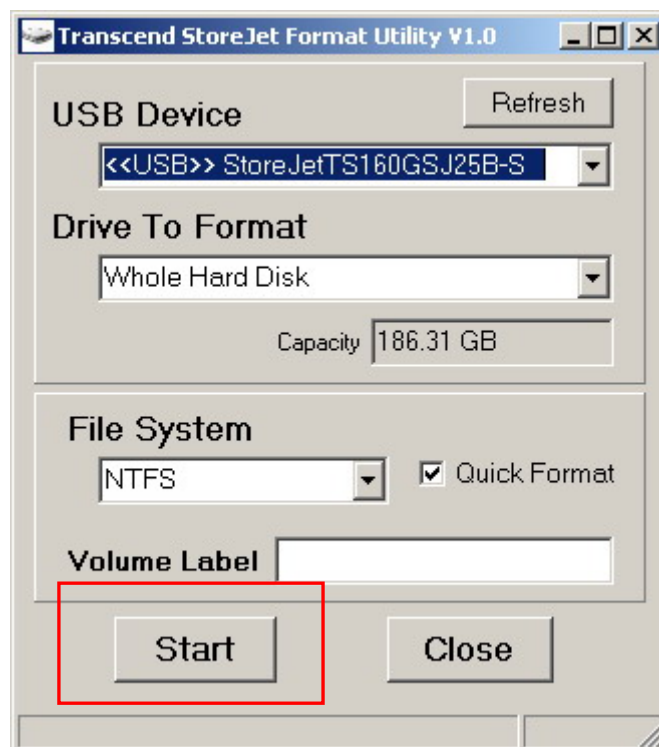 Transcend StoreJet Format Utility V1.0
USB Device
Refresh
<<USB>> StoreJetTS160GSJ25B-S
Drive To Format
Whole Hard Disk
Capacity 186.31 GB
File System
NTFS
Quick Format
Volume Label
Start Close